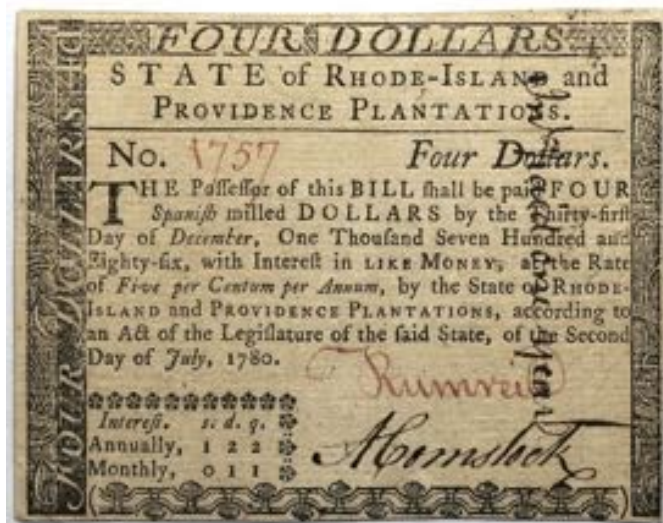 FOUR DOLLARS
STATE of RHODE-ISLAND and
PROVIDENCE PLANTATIONS.
No. 1757 Four Dollars.
THE Poſſeſſor of this BILL ſhall be paid FOUR
Spaniſh milled DOLLARS by the Thirty-firſt
Day of December, One Thouſand Seven Hundred and
Eighty-ſix, with Intereſt in LIKE MONEY, at the Rate
of Five per Centum per Annum, by the State of RHODE-
ISLAND and PROVIDENCE PLANTATIONS, according to
an Act of the Legiſlature of the ſaid State, of the Second
Day of July, 1780.
Intereſt. s. d. q.
Annually, 1 2 2
Monthly, 0 1 1
AComstock
FOUR DOLLARS
Interest one Year